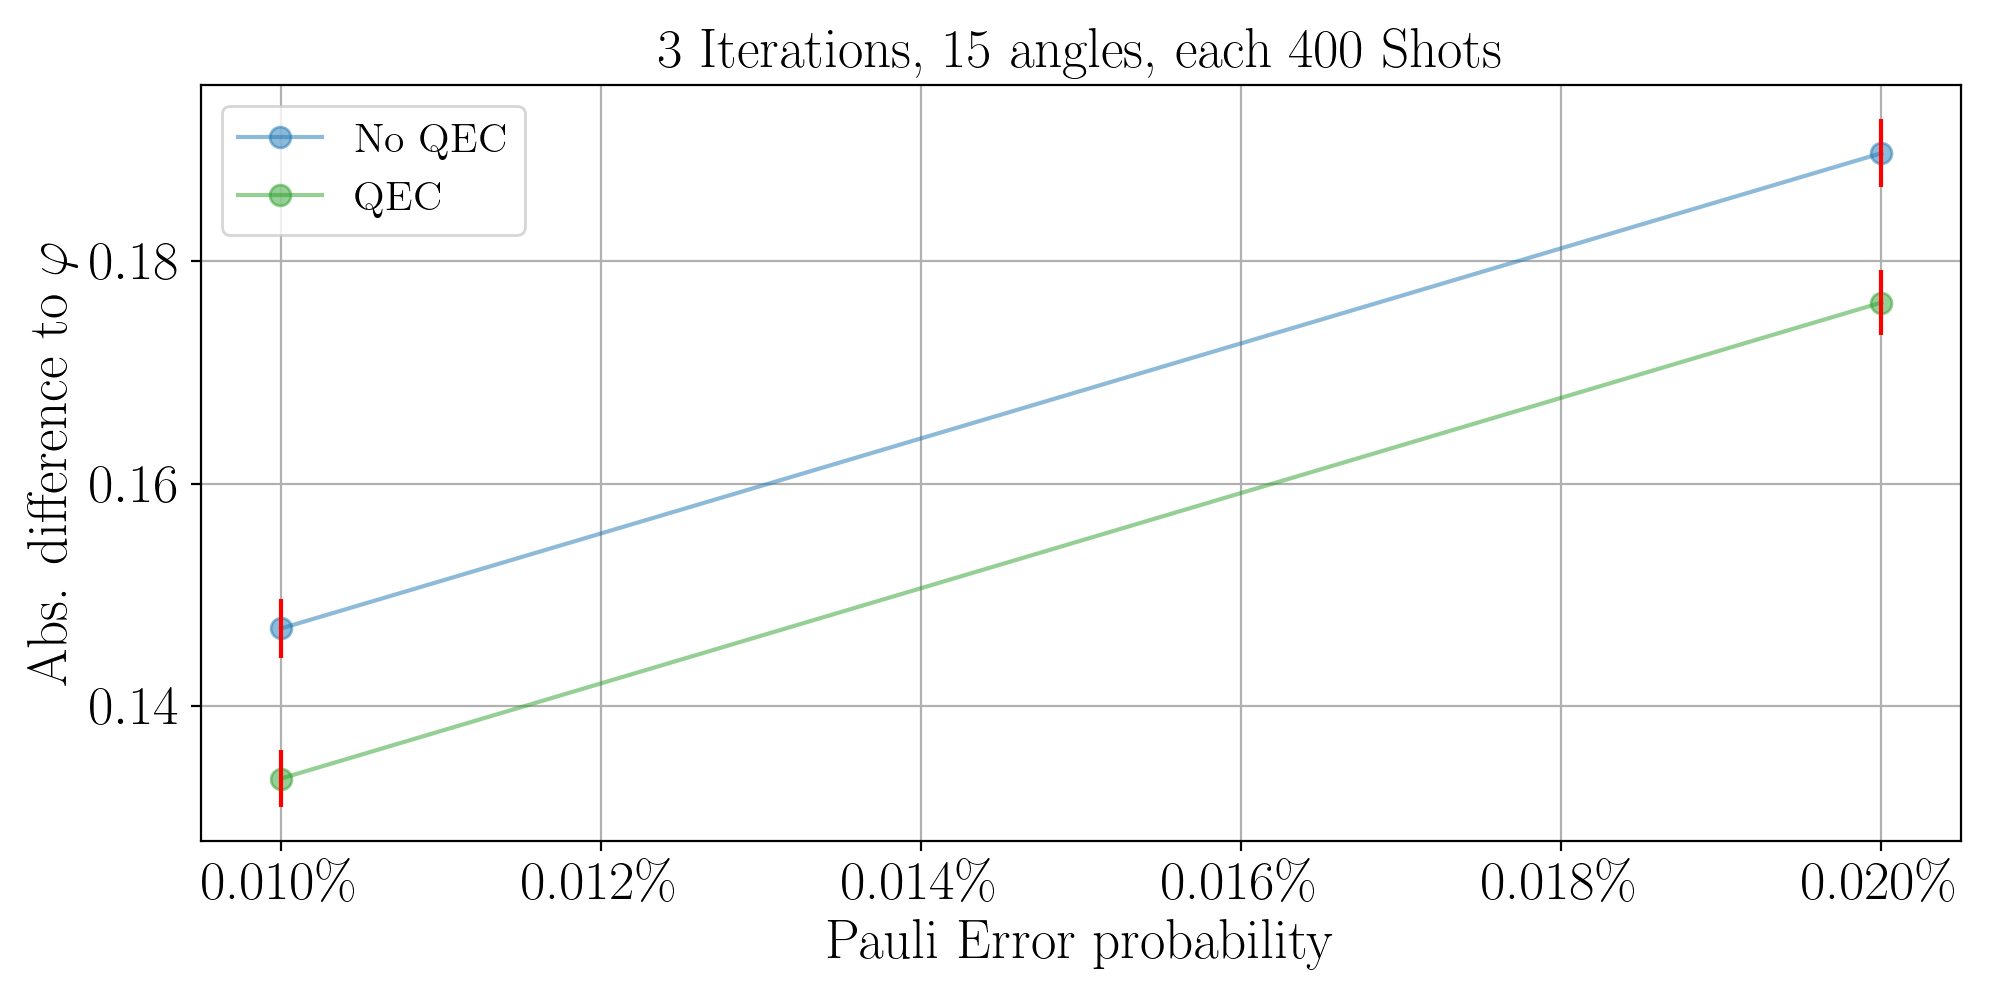 3 Iterations, 15 angles, each 400 Shots
No QEC
QEC
Abs. difference to φ
0.18
0.16
0.14
0.010%
0.012%
0.014%
0.016%
0.018%
0.020%
Pauli Error probability